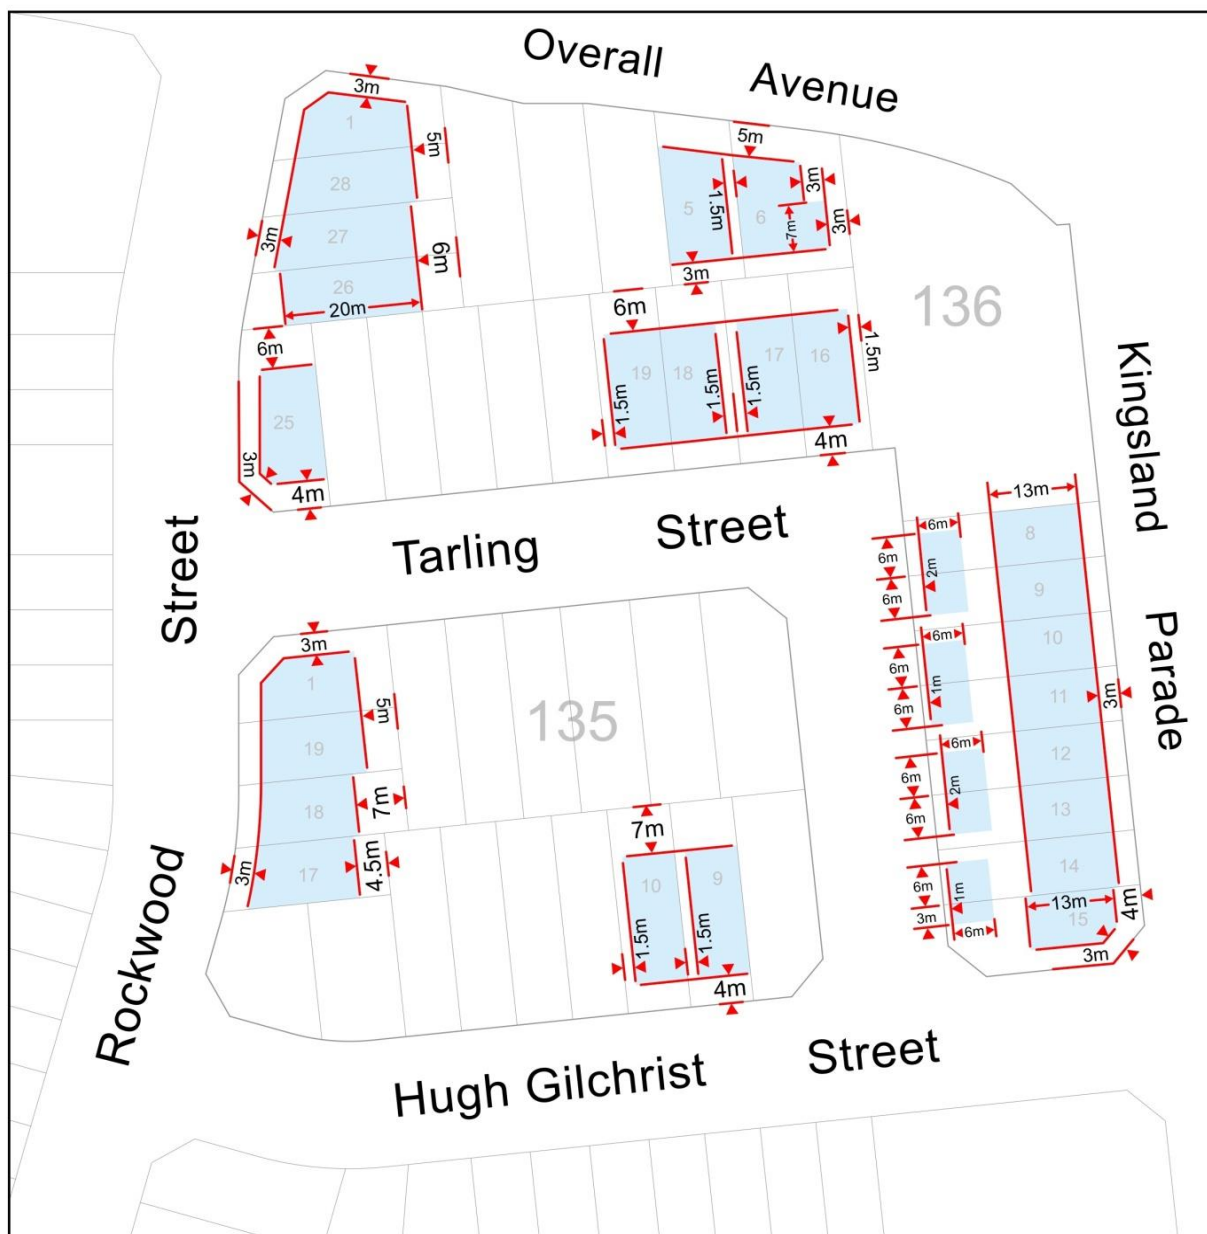 Overall Avenue
3m
1
5m
28
27
3m
6m
26
20m
5m
5
1.5m
6
3m
7m
3m
3m
136
6m
25
3m
4m
6m
19
18
17
16
1.5m
1.5m
1.5m
1.5m
4m
Tarling Street
Kingsland Parade
13m
8
9
10
11
12
13
14
3m
13m
15
4m
3m
6m
6m
6m
2m
6m
6m
6m
1m
6m
6m
6m
2m
6m
3m
1m
6m
Rockwood Street
3m
1
5m
19
18
7m
17
3m
4.5m
135
7m
10
9
1.5m
1.5m
4m
Hugh Gilchrist Street